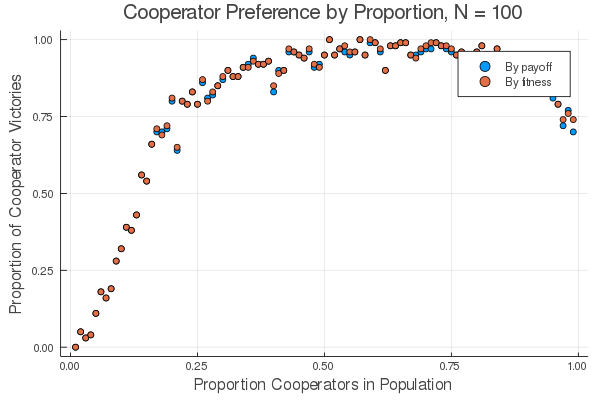 Cooperator Preference by Proportion, N = 100
Proportion of Cooperator Victories
1.00
0.75
0.50
0.25
0.00
By payoff
By fitness
0.00 0.25 0.50 0.75 1.00
Proportion Cooperators in Population